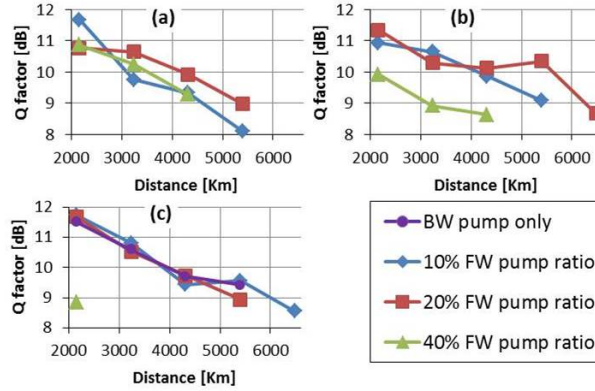 (a)
Q factor [dB]
12
11
10
9
8
2000 3000 4000 5000 6000
Distance [Km]
(b)
Q factor [dB]
12
11
10
9
8
2000 3000 4000 5000 6000
Distance [Km]
(c)
Q factor [dB]
12
11
10
9
8
2000 3000 4000 5000 6000
Distance [Km]
BW pump only
10% FW pump ratio
20% FW pump ratio
40% FW pump ratio